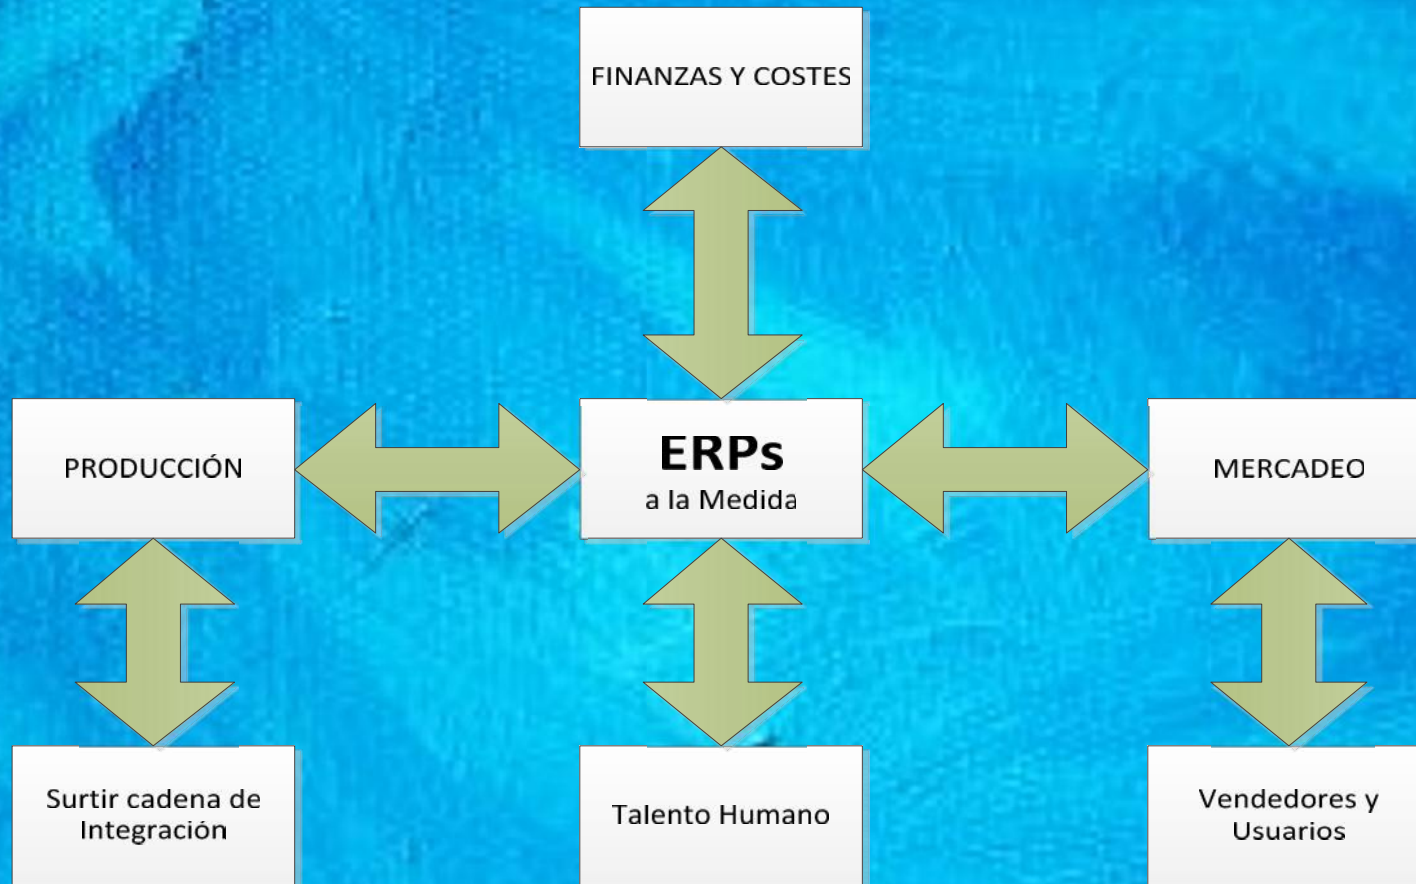 FINANZAS Y COSTES
PRODUCCIÓN
ERPs
a la Medida
MERCADEO
Surtir cadena de
Integración
Talento Humano
Vendedores y
Usuarios